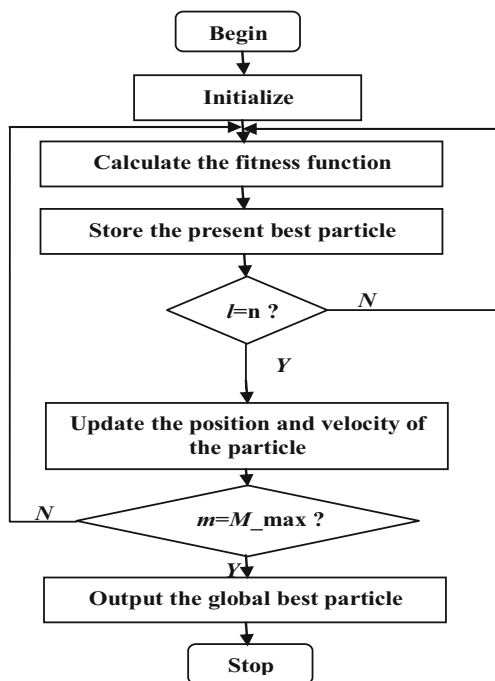 Begin
Initialize
Calculate the fitness function
Store the present best particle
l=n ?
N
Y
Update the position and velocity of
the particle
N
m=M_max ?
Y
Output the global best particle
Stop